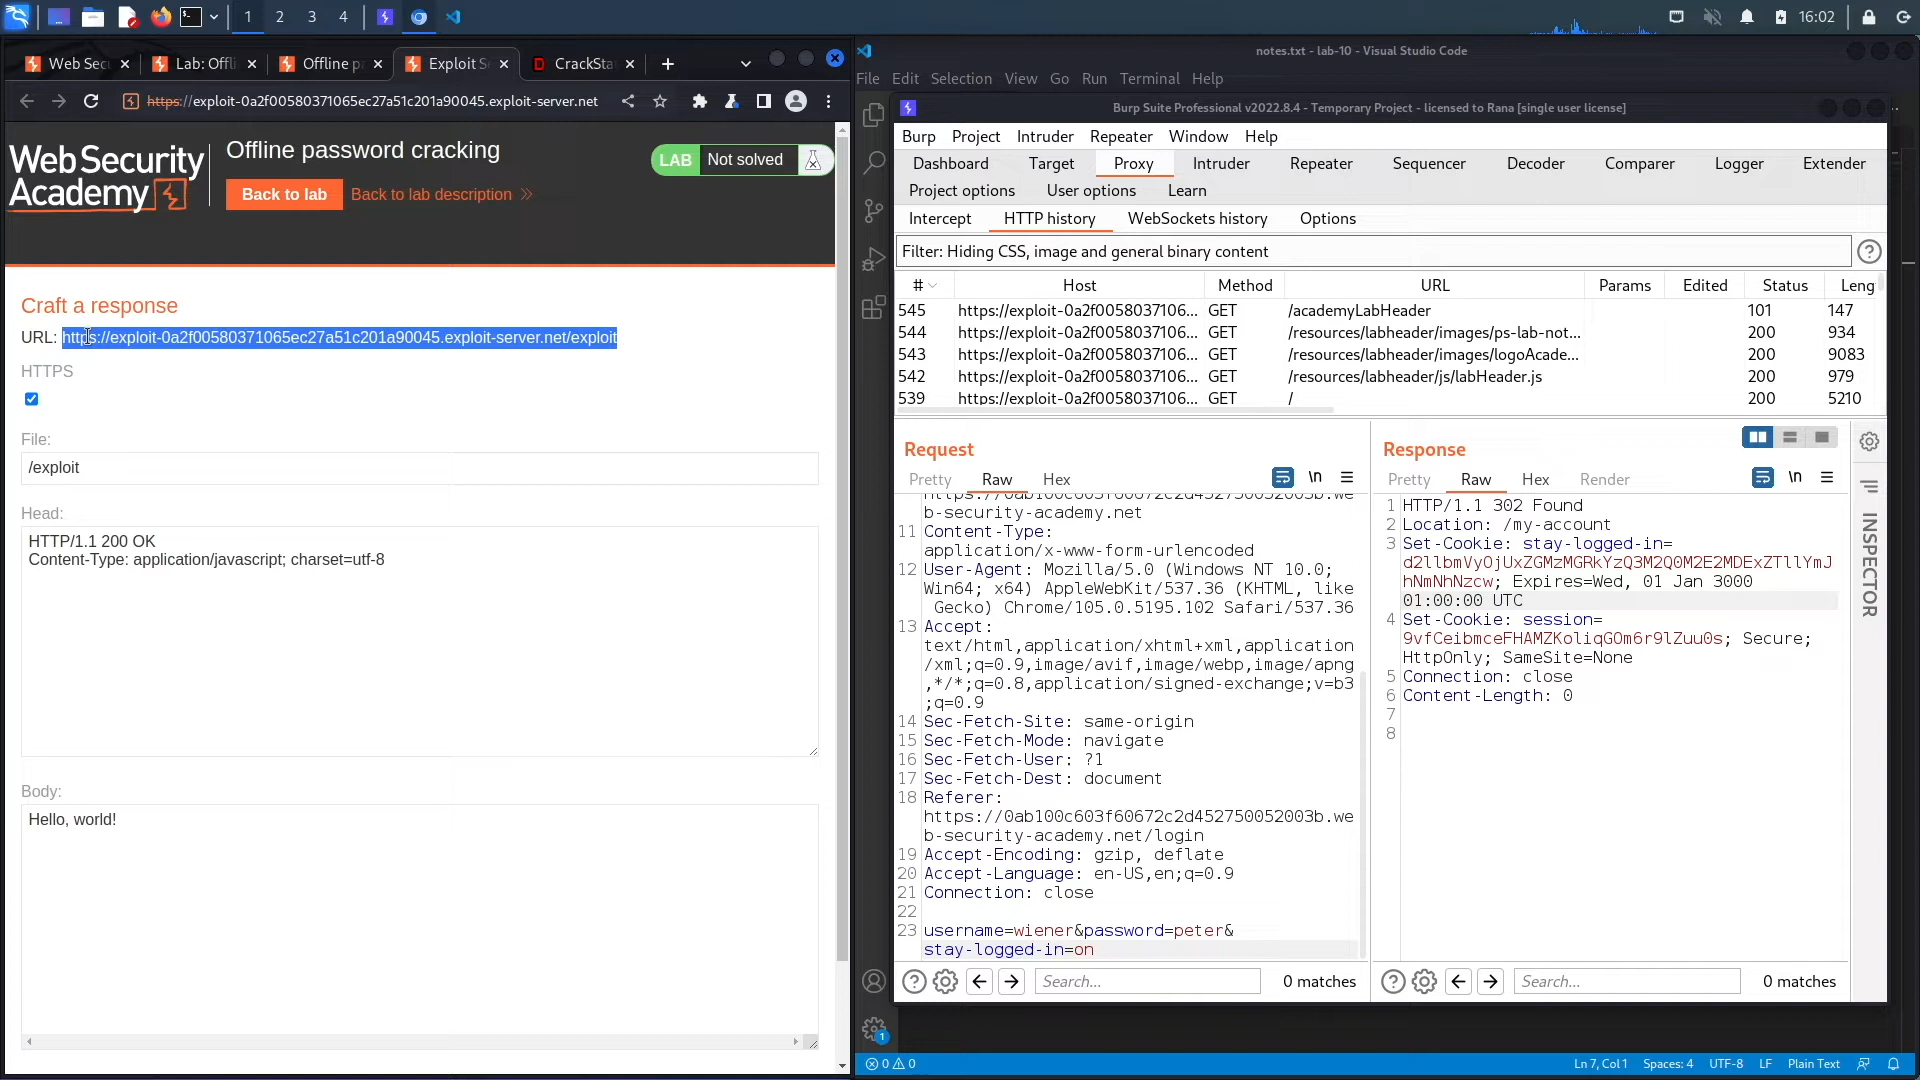 1 2 3 4 16:02
Web Sec Lab: Offli Offline p Exploit S CrackSta
https://exploit-0a2f00580371065ec27a51c201a90045.exploit-server.net
WebSecurity
Academy
Offline password cracking
Back to lab Back to lab description
LAB Not solved
Craft a response
URL: https://exploit-0a2f00580371065ec27a51c201a90045.exploit-server.net/exploit
HTTPS
File:
/exploit
Head:
HTTP/1.1 200 OK
Content-Type: application/javascript; charset=utf-8
Body:
Hello, world!
notes.txt - lab-10 - Visual Studio Code
File Edit Selection View Go Run Terminal Help
Burp Suite Professional v2022.8.4 - Temporary Project - licensed to Rana [single user license]
Burp Project Intruder Repeater Window Help
Dashboard Target Proxy Intruder Repeater Sequencer Decoder Comparer Logger Extender
Project options User options Learn
Intercept HTTP history WebSockets history Options
Filter: Hiding CSS, image and general binary content
# Host Method URL Params Edited Status Leng
545 https://exploit-0a2f0058037106... GET /academyLabHeader 101 147
544 https://exploit-0a2f0058037106... GET /resources/labheader/images/ps-lab-not... 200 934
543 https://exploit-0a2f0058037106... GET /resources/labheader/images/logoAcade... 200 9083
542 https://exploit-0a2f0058037106... GET /resources/labheader/js/labHeader.js 200 979
539 https://exploit-0a2f0058037106... GET / 200 5210
Request
Pretty Raw Hex \n
https://0ab100c603f60672c2d452750052003b.we
b-security-academy.net
11 Content-Type:
application/x-www-form-urlencoded
12 User-Agent: Mozilla/5.0 (Windows NT 10.0;
Win64; x64) AppleWebKit/537.36 (KHTML, like
Gecko) Chrome/105.0.5195.102 Safari/537.36
13 Accept:
text/html,application/xhtml+xml,application
/xml;q=0.9,image/avif,image/webp,image/apng
,*/*;q=0.8,application/signed-exchange;v=b3
;q=0.9
14 Sec-Fetch-Site: same-origin
15 Sec-Fetch-Mode: navigate
16 Sec-Fetch-User: ?1
17 Sec-Fetch-Dest: document
18 Referer:
https://0ab100c603f60672c2d452750052003b.we
b-security-academy.net/login
19 Accept-Encoding: gzip, deflate
20 Accept-Language: en-US,en;q=0.9
21 Connection: close
22
23 username=wiener&password=peter&
stay-logged-in=on
Search... 0 matches
Response
Pretty Raw Hex Render \n
1 HTTP/1.1 302 Found
2 Location: /my-account
3 Set-Cookie: stay-logged-in=
d2llbmVyOjUxZGMzMGRkYzQ3M2Q0M2E2MDExZTllYmJ
hNmNhNzcw; Expires=Wed, 01 Jan 3000
01:00:00 UTC
4 Set-Cookie: session=
9vfCeibmceFHAMZKoliqGOm6r9lZuu0s; Secure;
HttpOnly; SameSite=None
5 Connection: close
6 Content-Length: 0
7
8
Search... 0 matches
INSPECTOR
1
0 0 Ln 7, Col 1 Spaces: 4 UTF-8 LF Plain Text